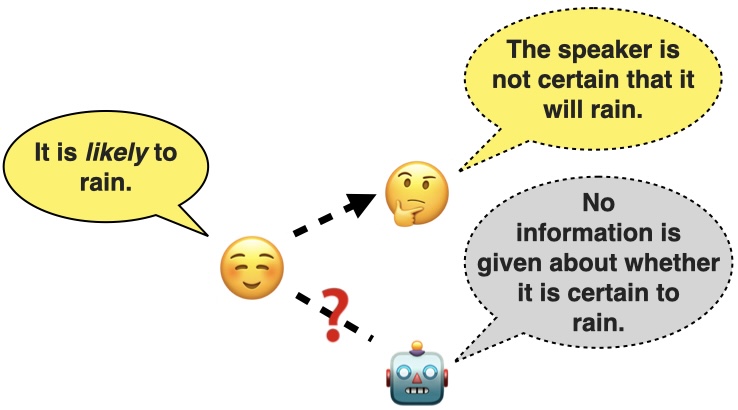 It is likely to
rain.
The speaker is
not certain that it
will rain.
No
information is
given about whether
it is certain to
rain.
?